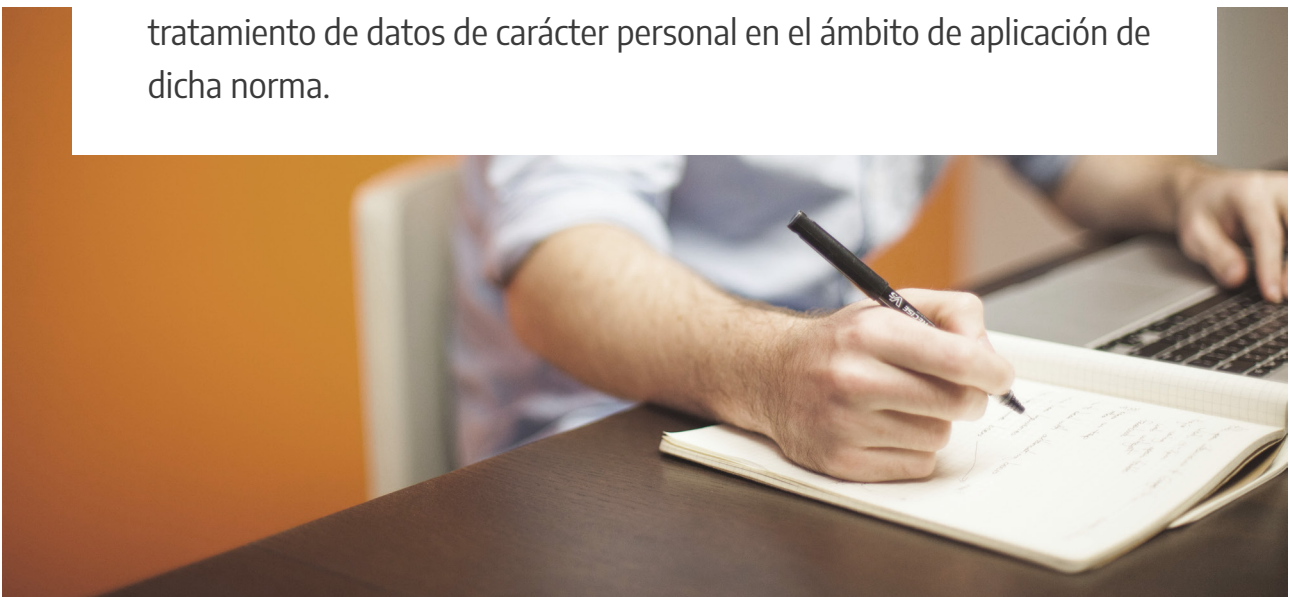 tratamiento de datos de carácter personal en el ámbito de aplicación de
dicha norma.